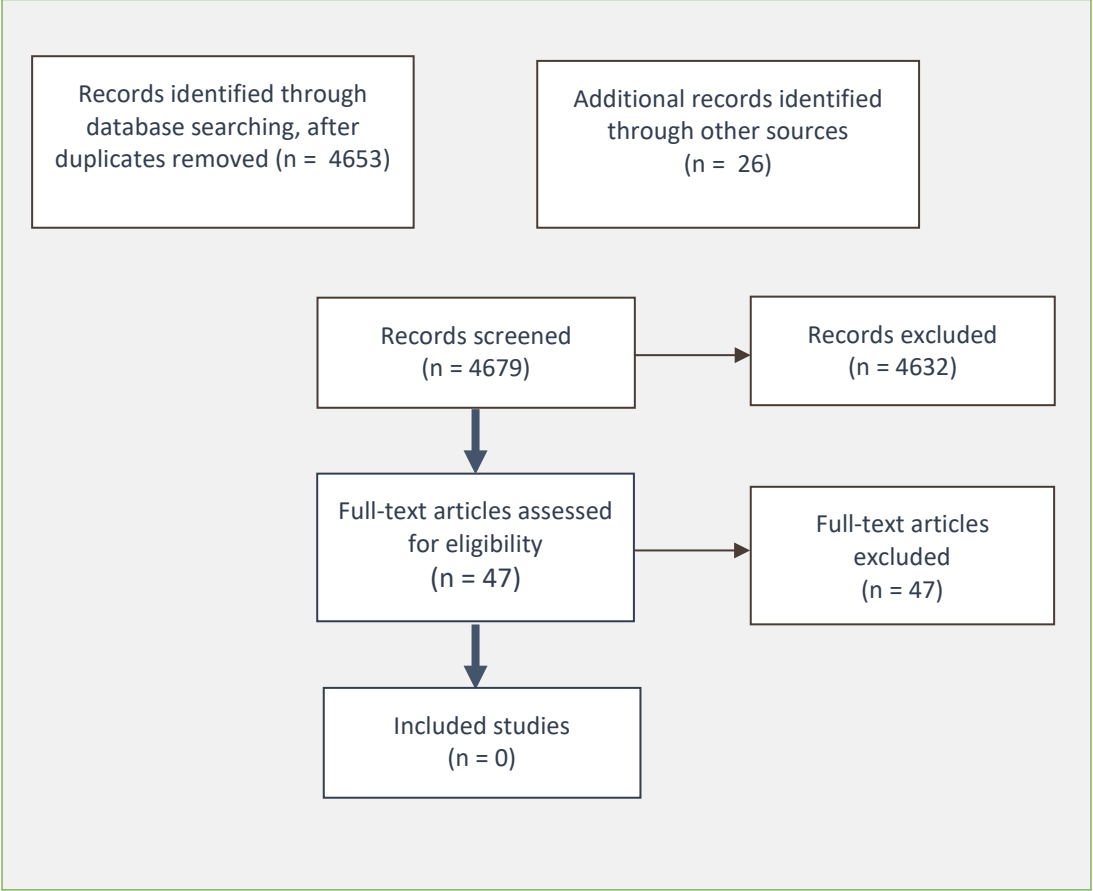 Records identified through
database searching, after
duplicates removed (n =  4653)
Additional records identified
through other sources
(n =  26)
Records screened
(n = 4679)
Records excluded
(n = 4632)
Full-text articles assessed
for eligibility
(n = 47)
Full-text articles
excluded
(n = 47)
Included studies
(n = 0)